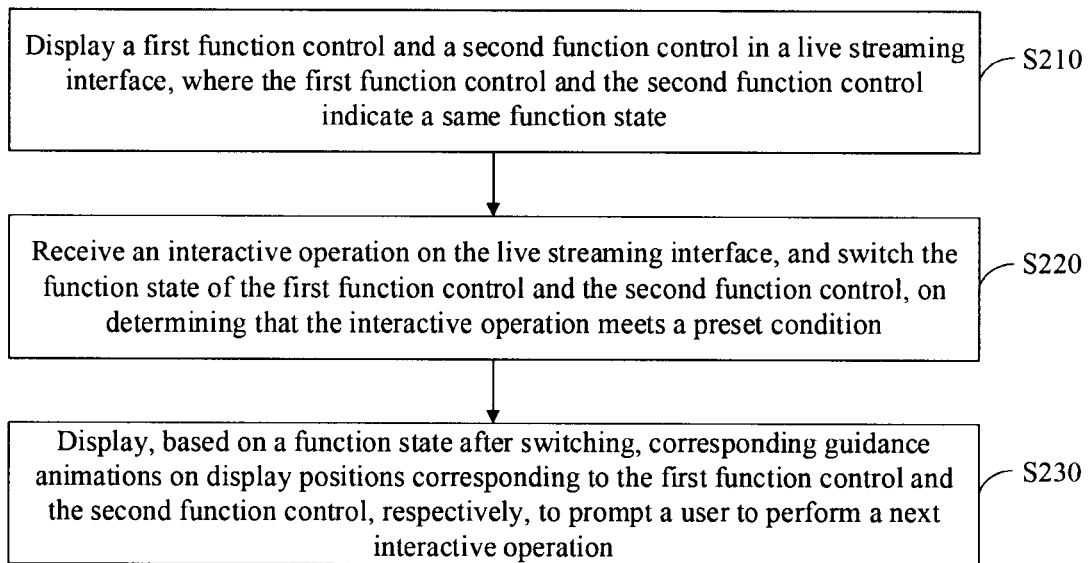 Display a first function control and a second function control in a live streaming
interface, where the first function control and the second function control
indicate a same function state
S210
Receive an interactive operation on the live streaming interface, and switch the
function state of the first function control and the second function control, on
determining that the interactive operation meets a preset condition
S220
Display, based on a function state after switching, corresponding guidance
animations on display positions corresponding to the first function control and
the second function control, respectively, to prompt a user to perform a next
interactive operation
S230